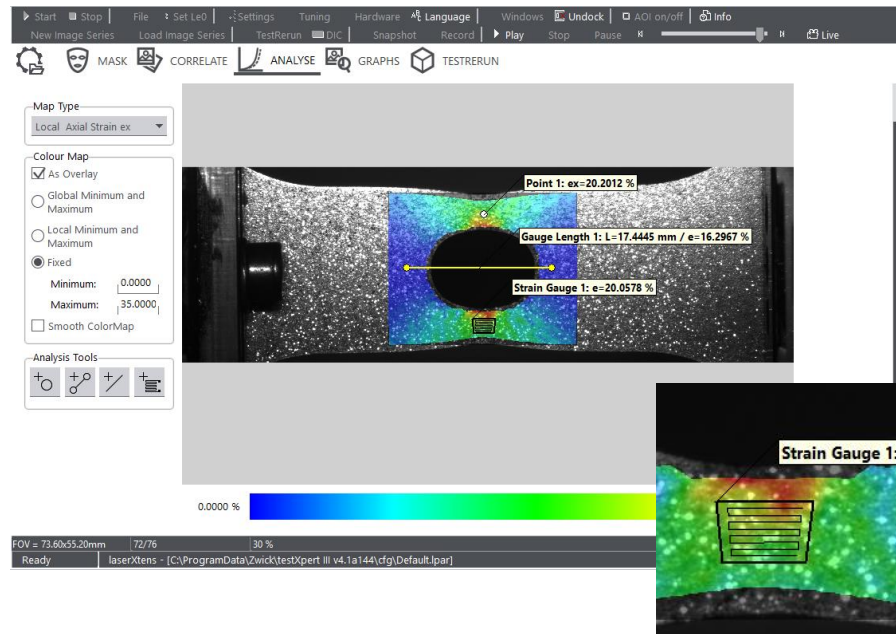 Start Stop File Set Le0 Settings Tuning Hardware Language Windows Undock AOI on/off Info
New Image Series Load Image Series TestRerun DIC Snapshot Record Play Stop Pause Live
MASK CORRELATE ANALYSE GRAPHS TESTRERUN
Map Type
Local Axial Strain ex
Colour Map
As Overlay
Global Minimum and
Maximum
Local Minimum and
Maximum
Fixed
Minimum: 0.0000
Maximum: 35.0000
Smooth ColorMap
Analysis Tools
Point 1: ex=20.2012 %
Gauge Length 1: L=17.4445 mm / e=16.2967 %
Strain Gauge 1: e=20.0578 %
Strain Gauge 1:
0.0000 %
FOV = 73.60x55.20mm 72/76 30 %
Ready laserXtens - [C:\ProgramData\Zwick\testXpert III v4.1a144\cfg\Default.lpar]